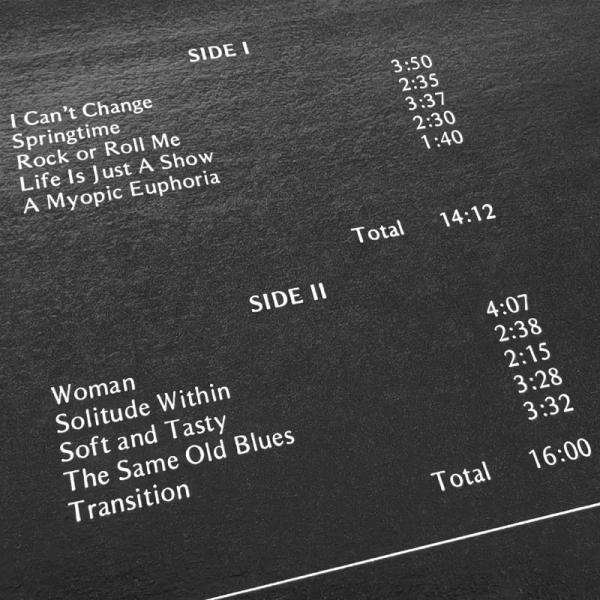 SIDE I
I Can't Change 3:50
Springtime 2:35
Rock or Roll Me 3:37
Life Is Just A Show 2:30
A Myopic Euphoria 1:40
Total 14:12
SIDE II
Woman 4:07
Solitude Within 2:38
Soft and Tasty 2:15
The Same Old Blues 3:28
Transition 3:32
Total 16:00